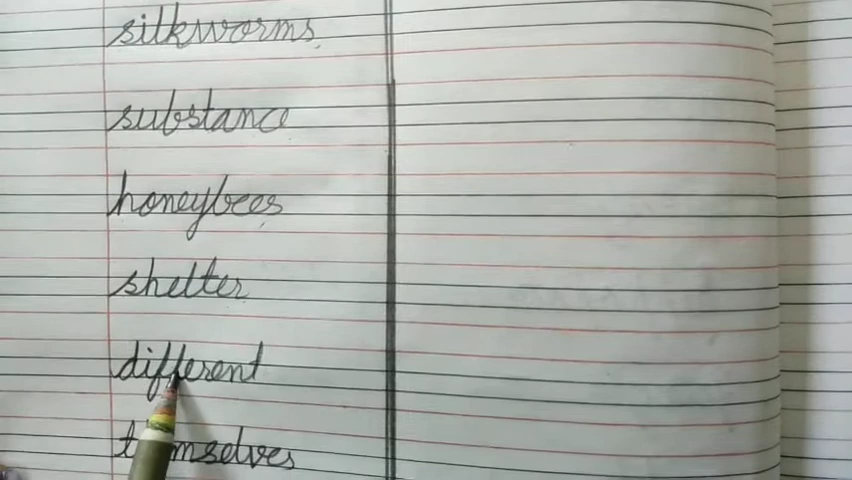 silkworms
substance
honeybees
shelter
different